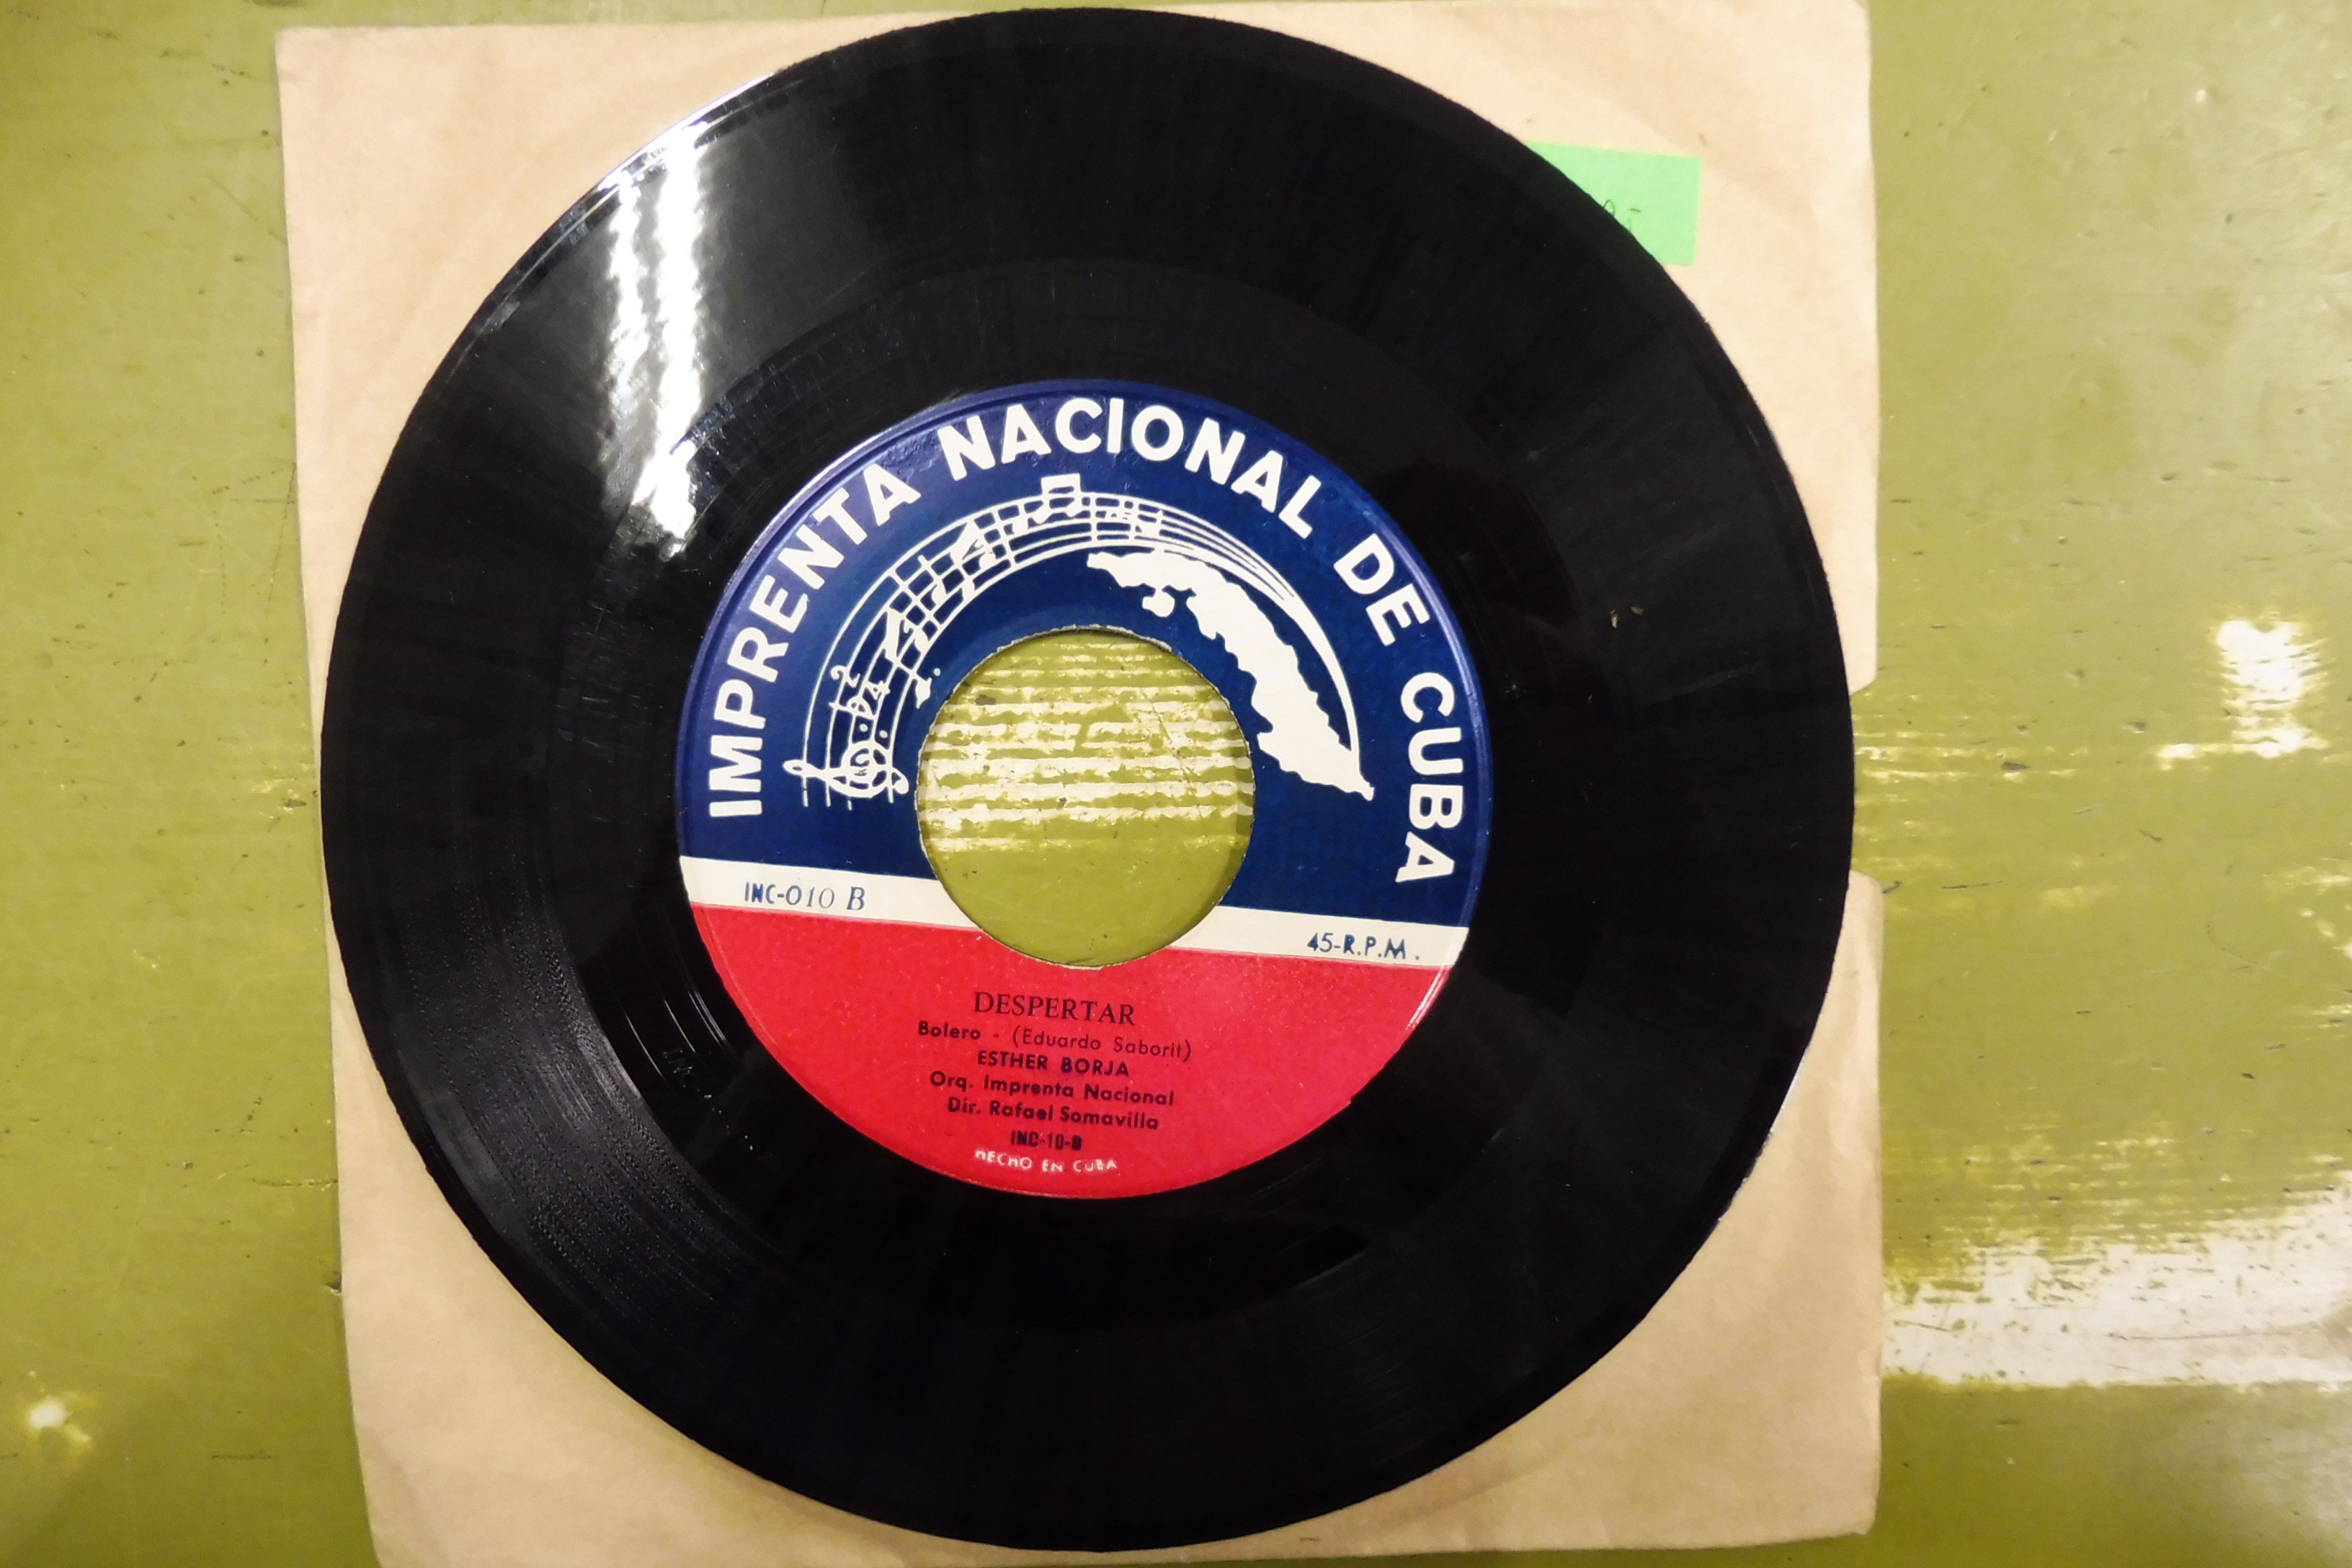 IMPRENTA NACIONAL DE CUBA
INC-010 B
45-R.P.M.
DESPERTAR
Bolero - (Eduardo Saborit)
ESTHER BORJA
Orq. Imprenta Nacional
Dir. Rafael Somavilla
INC-10-B
HECHO EN CUBA